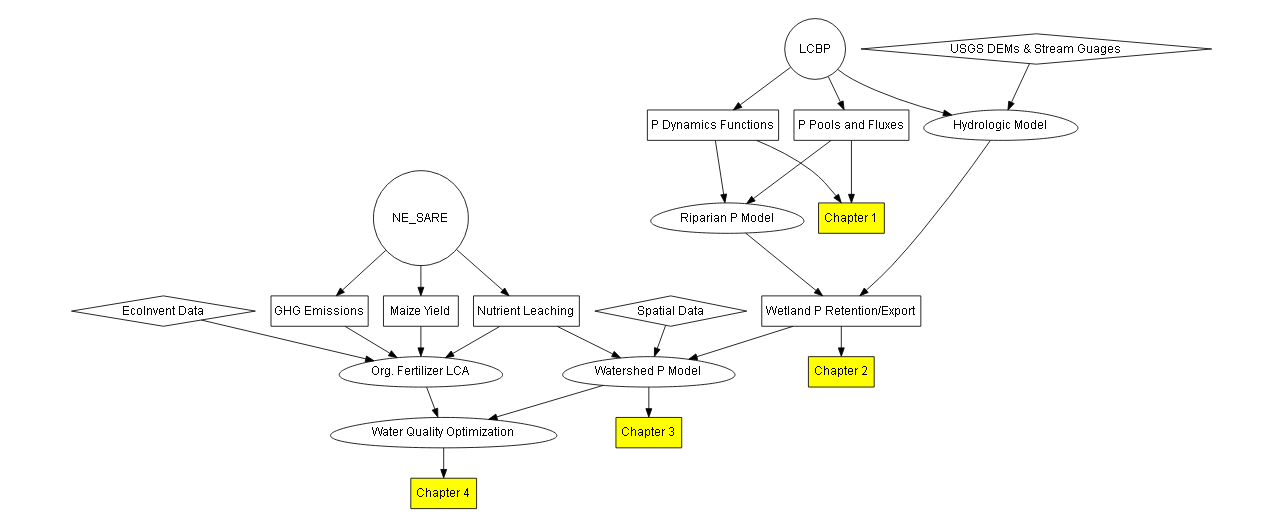 LCBP
USGS DEMs & Stream Guages
P Dynamics Functions
P Pools and Fluxes
Hydrologic Model
NE_SARE
Riparian P Model
Chapter 1
EcoInvent Data
GHG Emissions
Maize Yield
Nutrient Leaching
Spatial Data
Wetland P Retention/Export
Org. Fertilizer LCA
Watershed P Model
Chapter 2
Water Quality Optimization
Chapter 3
Chapter 4